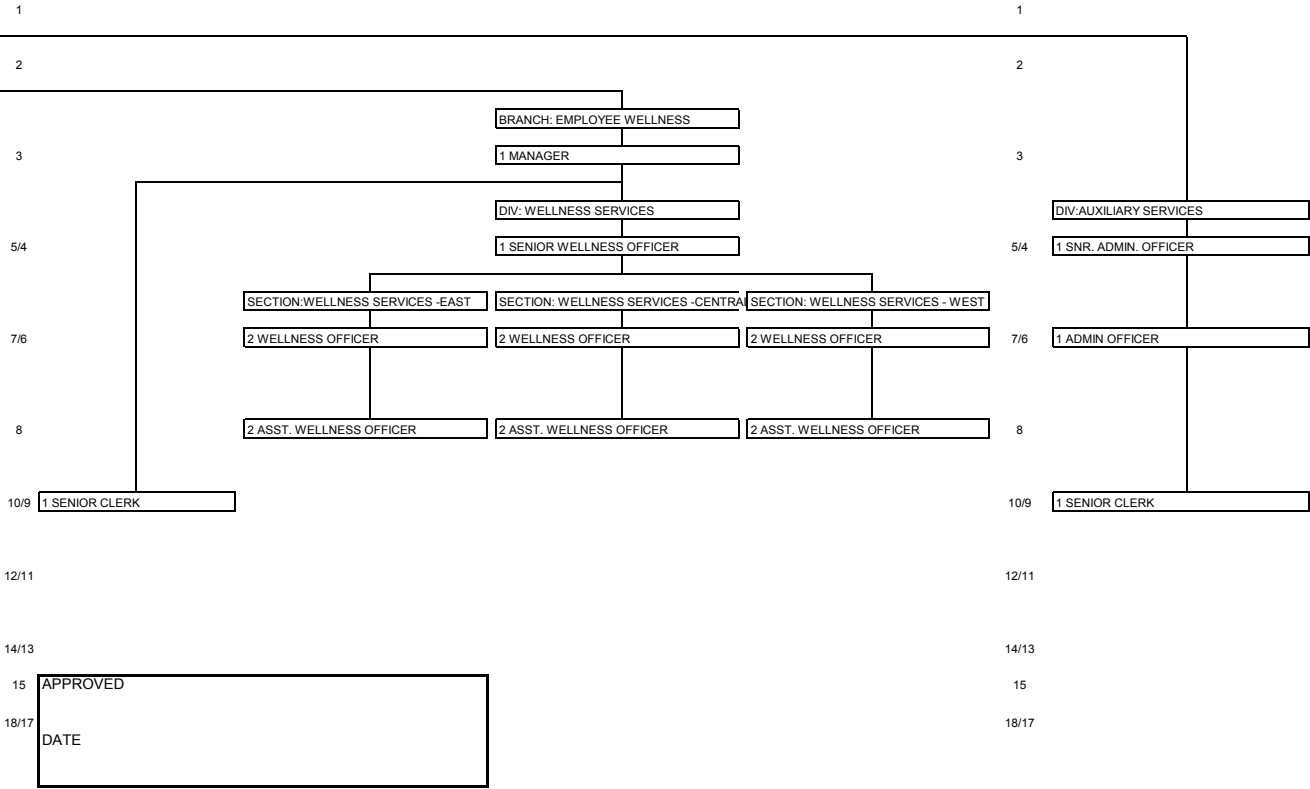 1 1
2 2
BRANCH: EMPLOYEE WELLNESS
3 1 MANAGER 3
DIV: WELLNESS SERVICES DIV:AUXILIARY SERVICES
5/4 1 SENIOR WELLNESS OFFICER 5/4 1 SNR. ADMIN. OFFICER
SECTION:WELLNESS SERVICES -EAST SECTION: WELLNESS SERVICES -CENTRAL SECTION: WELLNESS SERVICES - WEST
7/6 2 WELLNESS OFFICER 2 WELLNESS OFFICER 2 WELLNESS OFFICER 7/6 1 ADMIN OFFICER
8 2 ASST. WELLNESS OFFICER 2 ASST. WELLNESS OFFICER 2 ASST. WELLNESS OFFICER 8
10/9 1 SENIOR CLERK 10/9 1 SENIOR CLERK
12/11 12/11
14/13 14/13
15 APPROVED 15
18/17 18/17
DATE